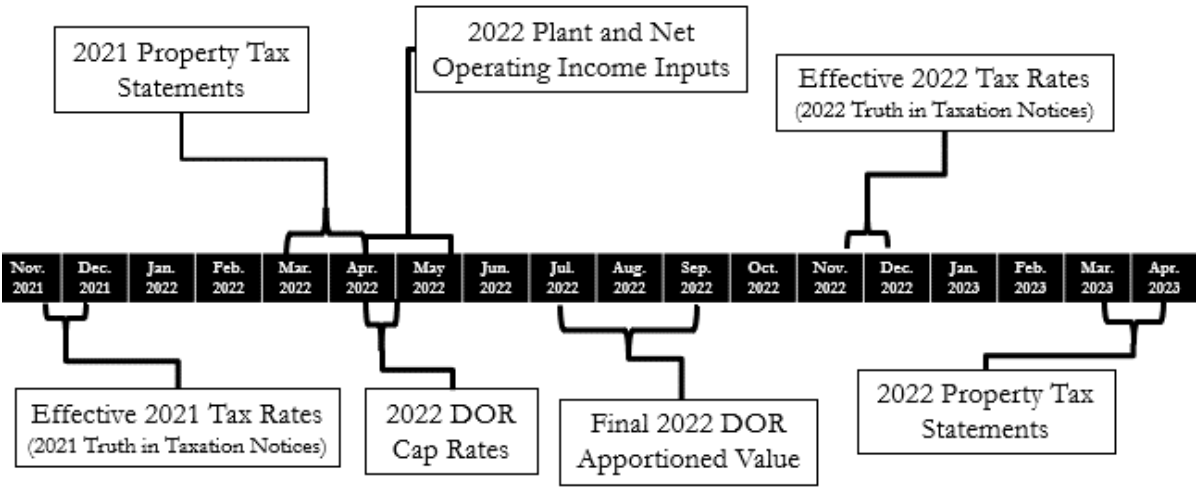 2021 Property Tax
Statements
2022 Plant and Net
Operating Income Inputs
Effective 2022 Tax Rates
(2022 Truth in Taxation Notices)
Nov. Dec. Jan. Feb. Mar. Apr. May Jun. Jul. Aug. Sep. Oct. Nov. Dec. Jan. Feb. Mar. Apr.
2021 2021 2022 2022 2022 2022 2022 2022 2022 2022 2022 2022 2022 2022 2023 2023 2023 2023
Effective 2021 Tax Rates
(2021 Truth in Taxation Notices)
2022 DOR
Cap Rates
Final 2022 DOR
Apportioned Value
2022 Property Tax
Statements